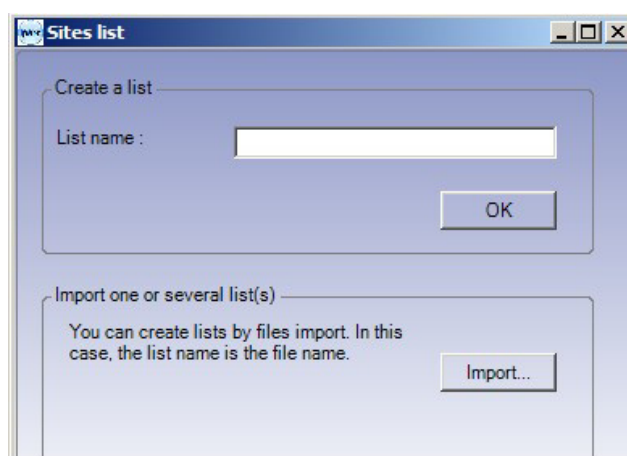 Sites list
Create a list
List name :
OK
Import one or several list(s)
You can create lists by files import. In this
case, the list name is the file name.
Import...